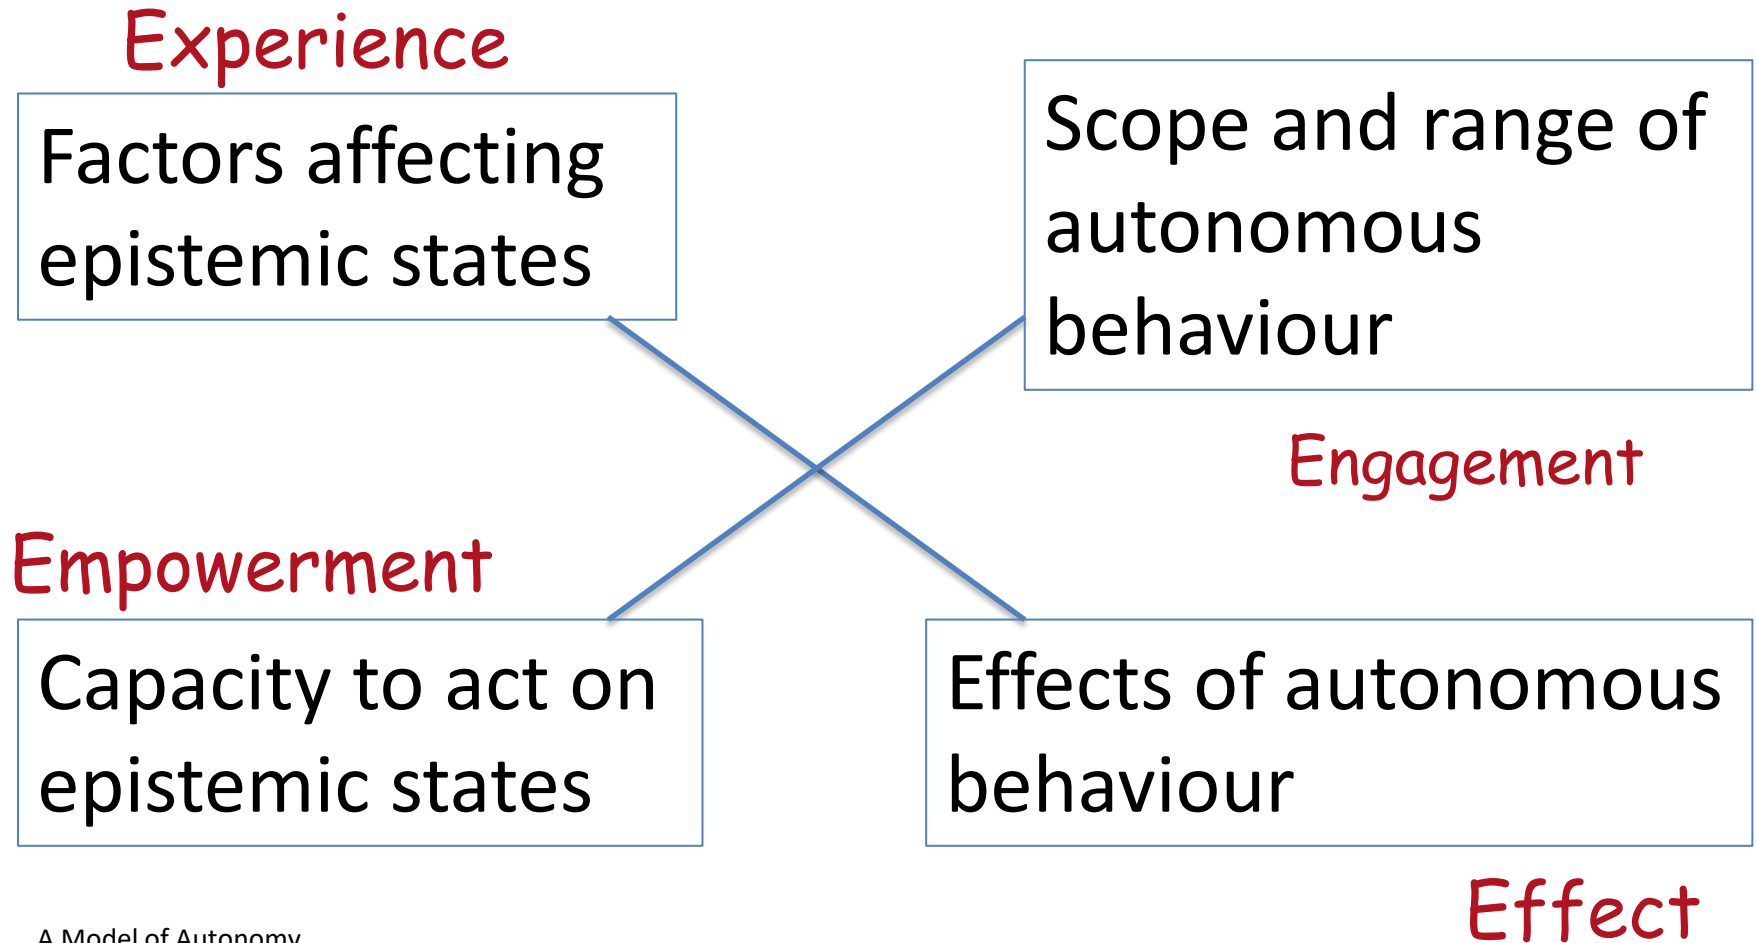 Experience
Factors affecting
epistemic states
Scope and range of
autonomous
behaviour
Engagement
Empowerment
Capacity to act on
epistemic states
Effects of autonomous
behaviour
Effect
A Model of Autonomy